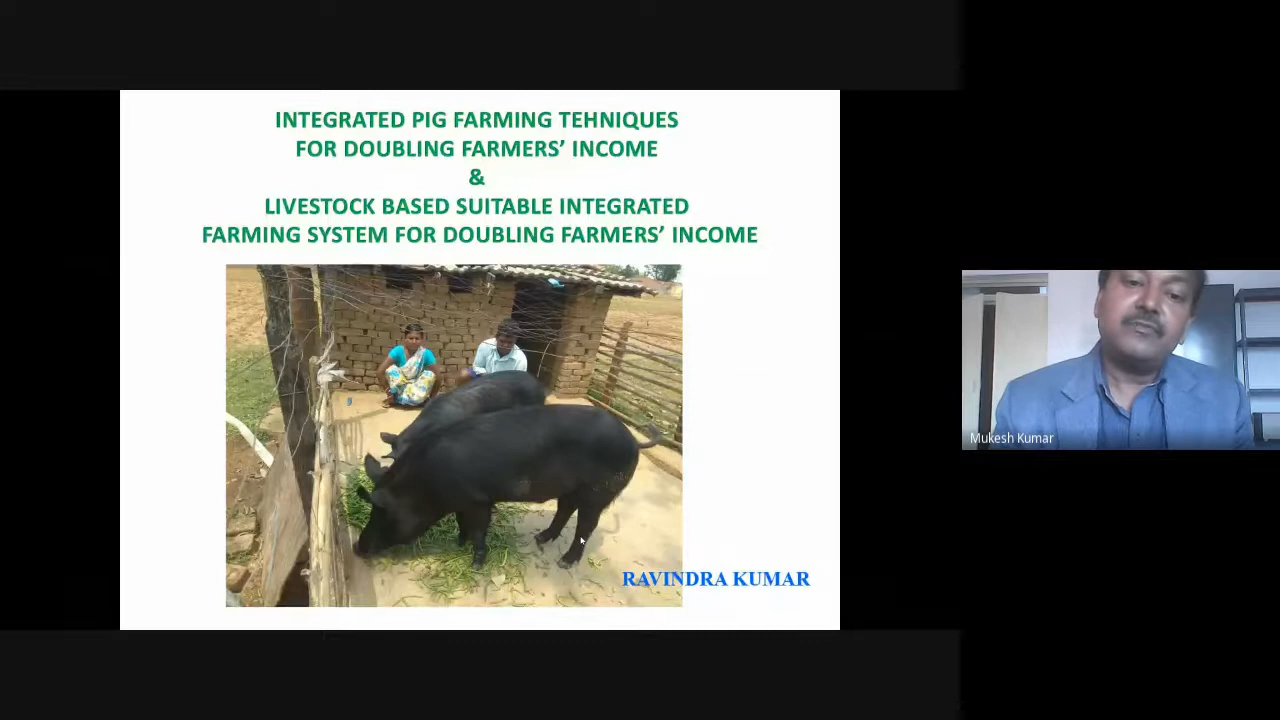 INTEGRATED PIG FARMING TEHNIQUES
FOR DOUBLING FARMERS’ INCOME
&
LIVESTOCK BASED SUITABLE INTEGRATED
FARMING SYSTEM FOR DOUBLING FARMERS’ INCOME
RAVINDRA KUMAR
Mukesh Kumar